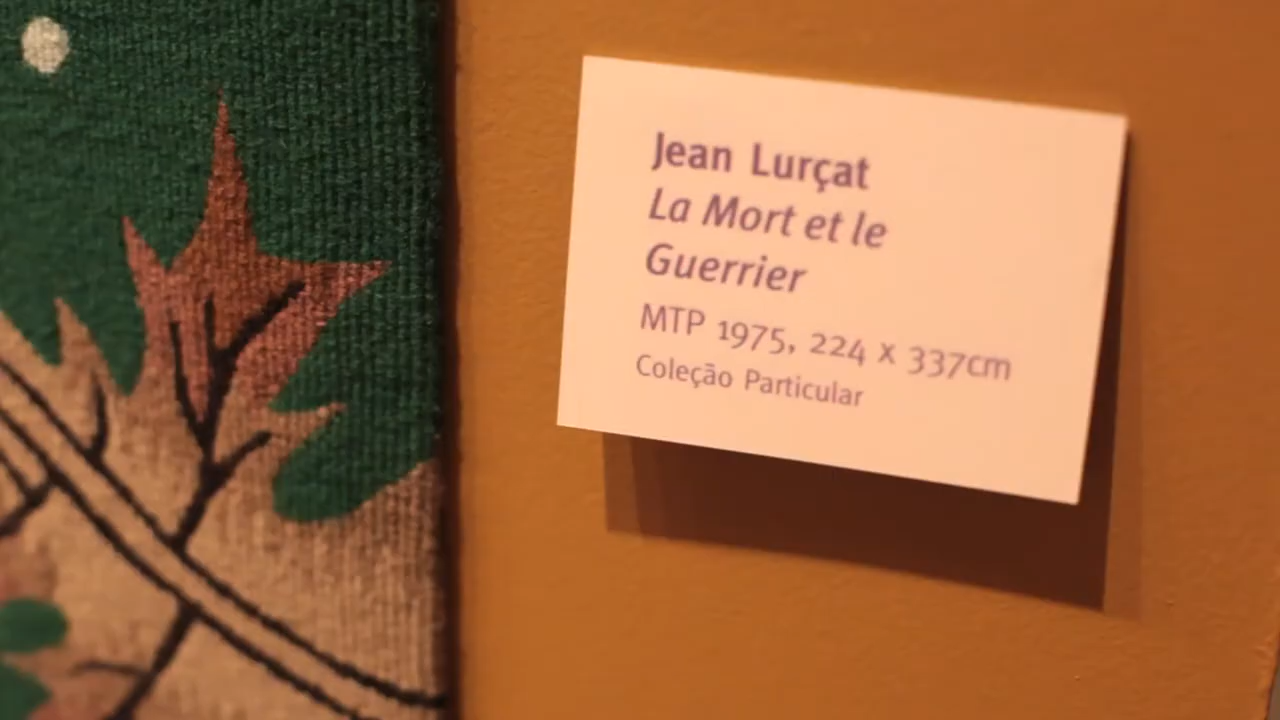 Jean Lurçat
La Mort et le
Guerrier
MTP 1975, 224 x 337cm
Coleção Particular